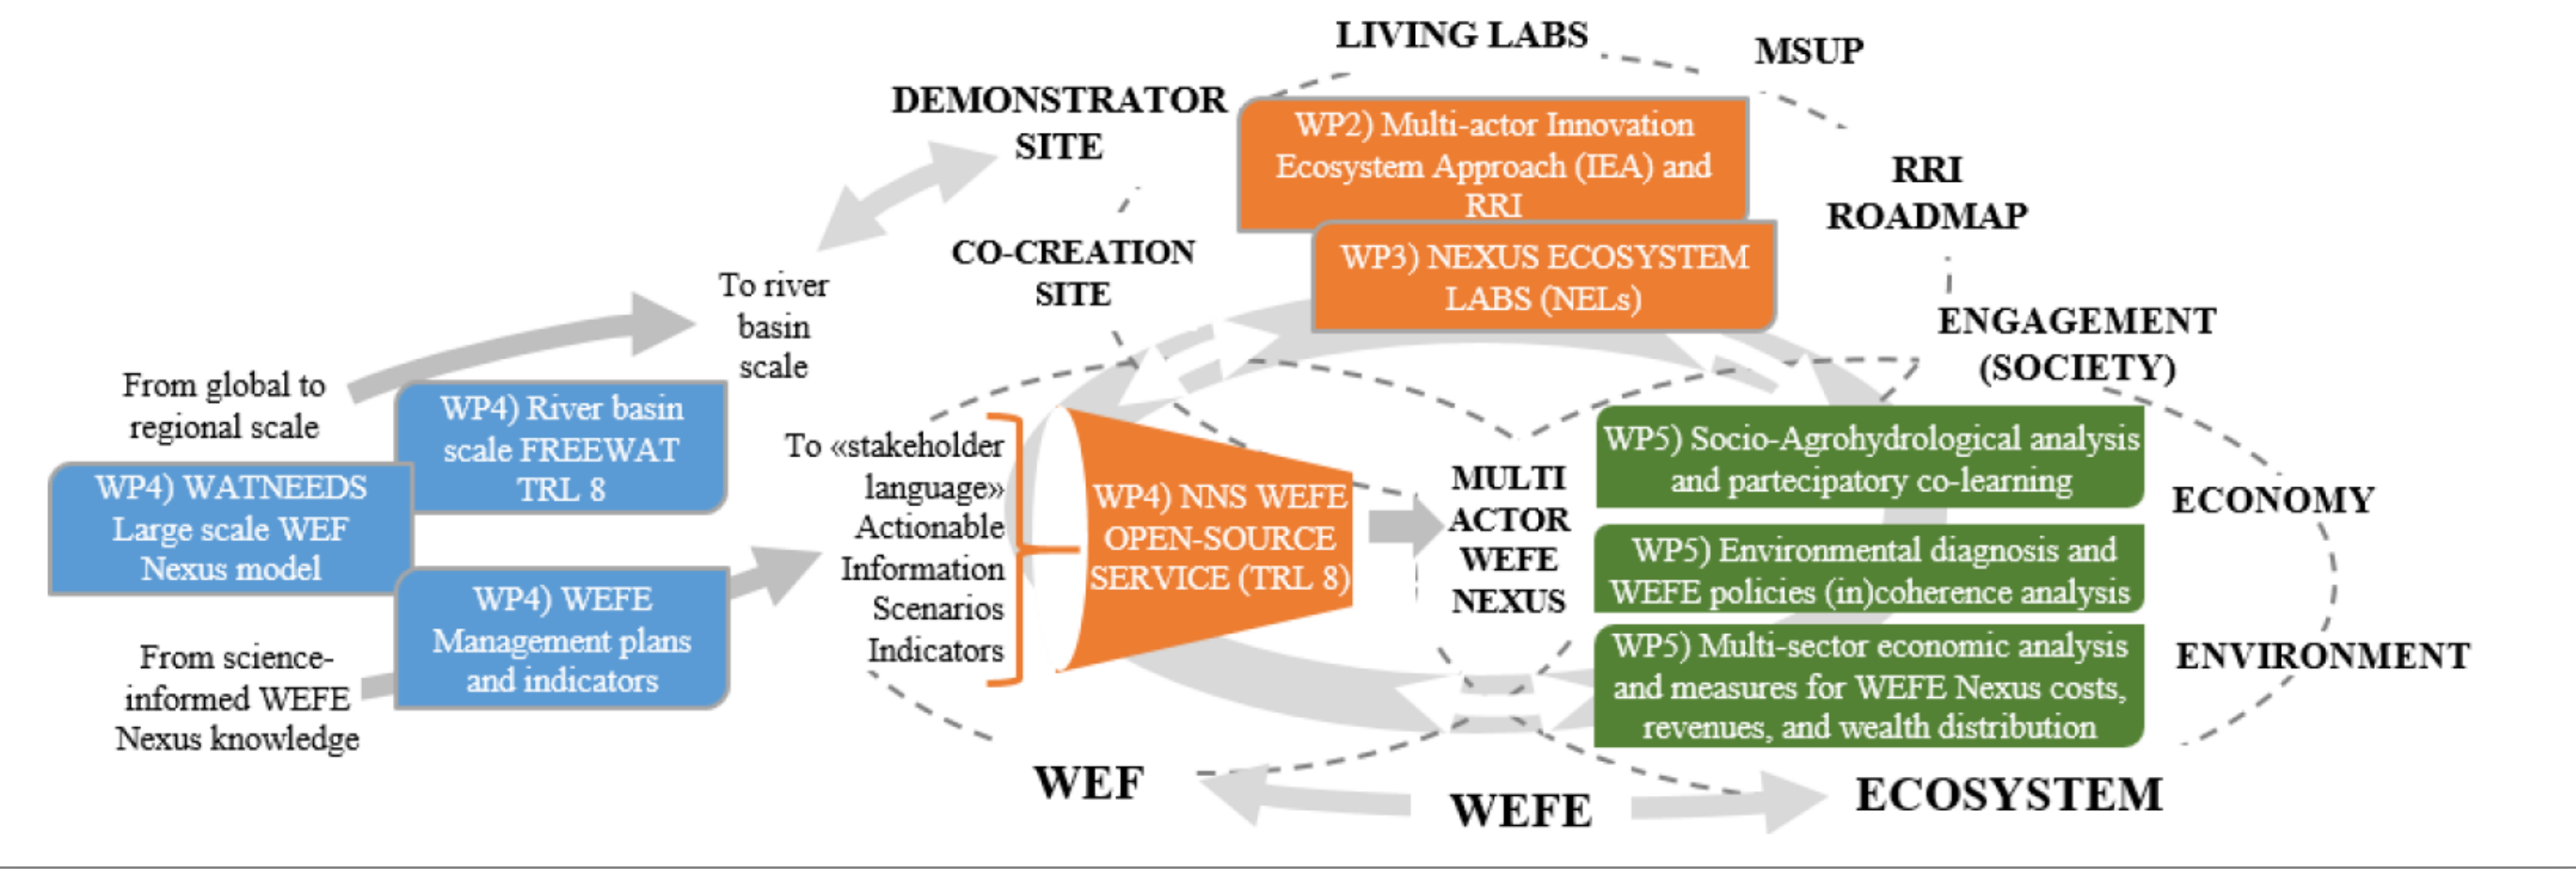 LIVING LABS
MSUP
DEMONSTRATOR
SITE
WP2) Multi-actor Innovation
Ecosystem Approach (IEA) and
RRI
RRI
ROADMAP
CO-CREATION
SITE
WP3) NEXUS ECOSYSTEM
LABS (NELs)
To river
basin
scale
ENGAGEMENT
(SOCIETY)
From global to
regional scale
WP4) River basin
scale FREEWAT
TRL 8
WP4) WATNEEDS
Large scale WEF
Nexus model
WP4) WEFE
Management plans
and indicators
From science-
informed WEFE
Nexus knowledge
To «stakeholder
language»
Actionable
Information
Scenarios
Indicators
WP4) NNS WEFE
OPEN-SOURCE
SERVICE (TRL 8)
MULTI
ACTOR
WEFE
NEXUS
WP5) Socio-Agrohydrological analysis
and partecipatory co-learning
WP5) Environmental diagnosis and
WEFE policies (in)coherence analysis
WP5) Multi-sector economic analysis
and measures for WEFE Nexus costs,
revenues, and wealth distribution
ECONOMY
ENVIRONMENT
WEF
WEFE
ECOSYSTEM